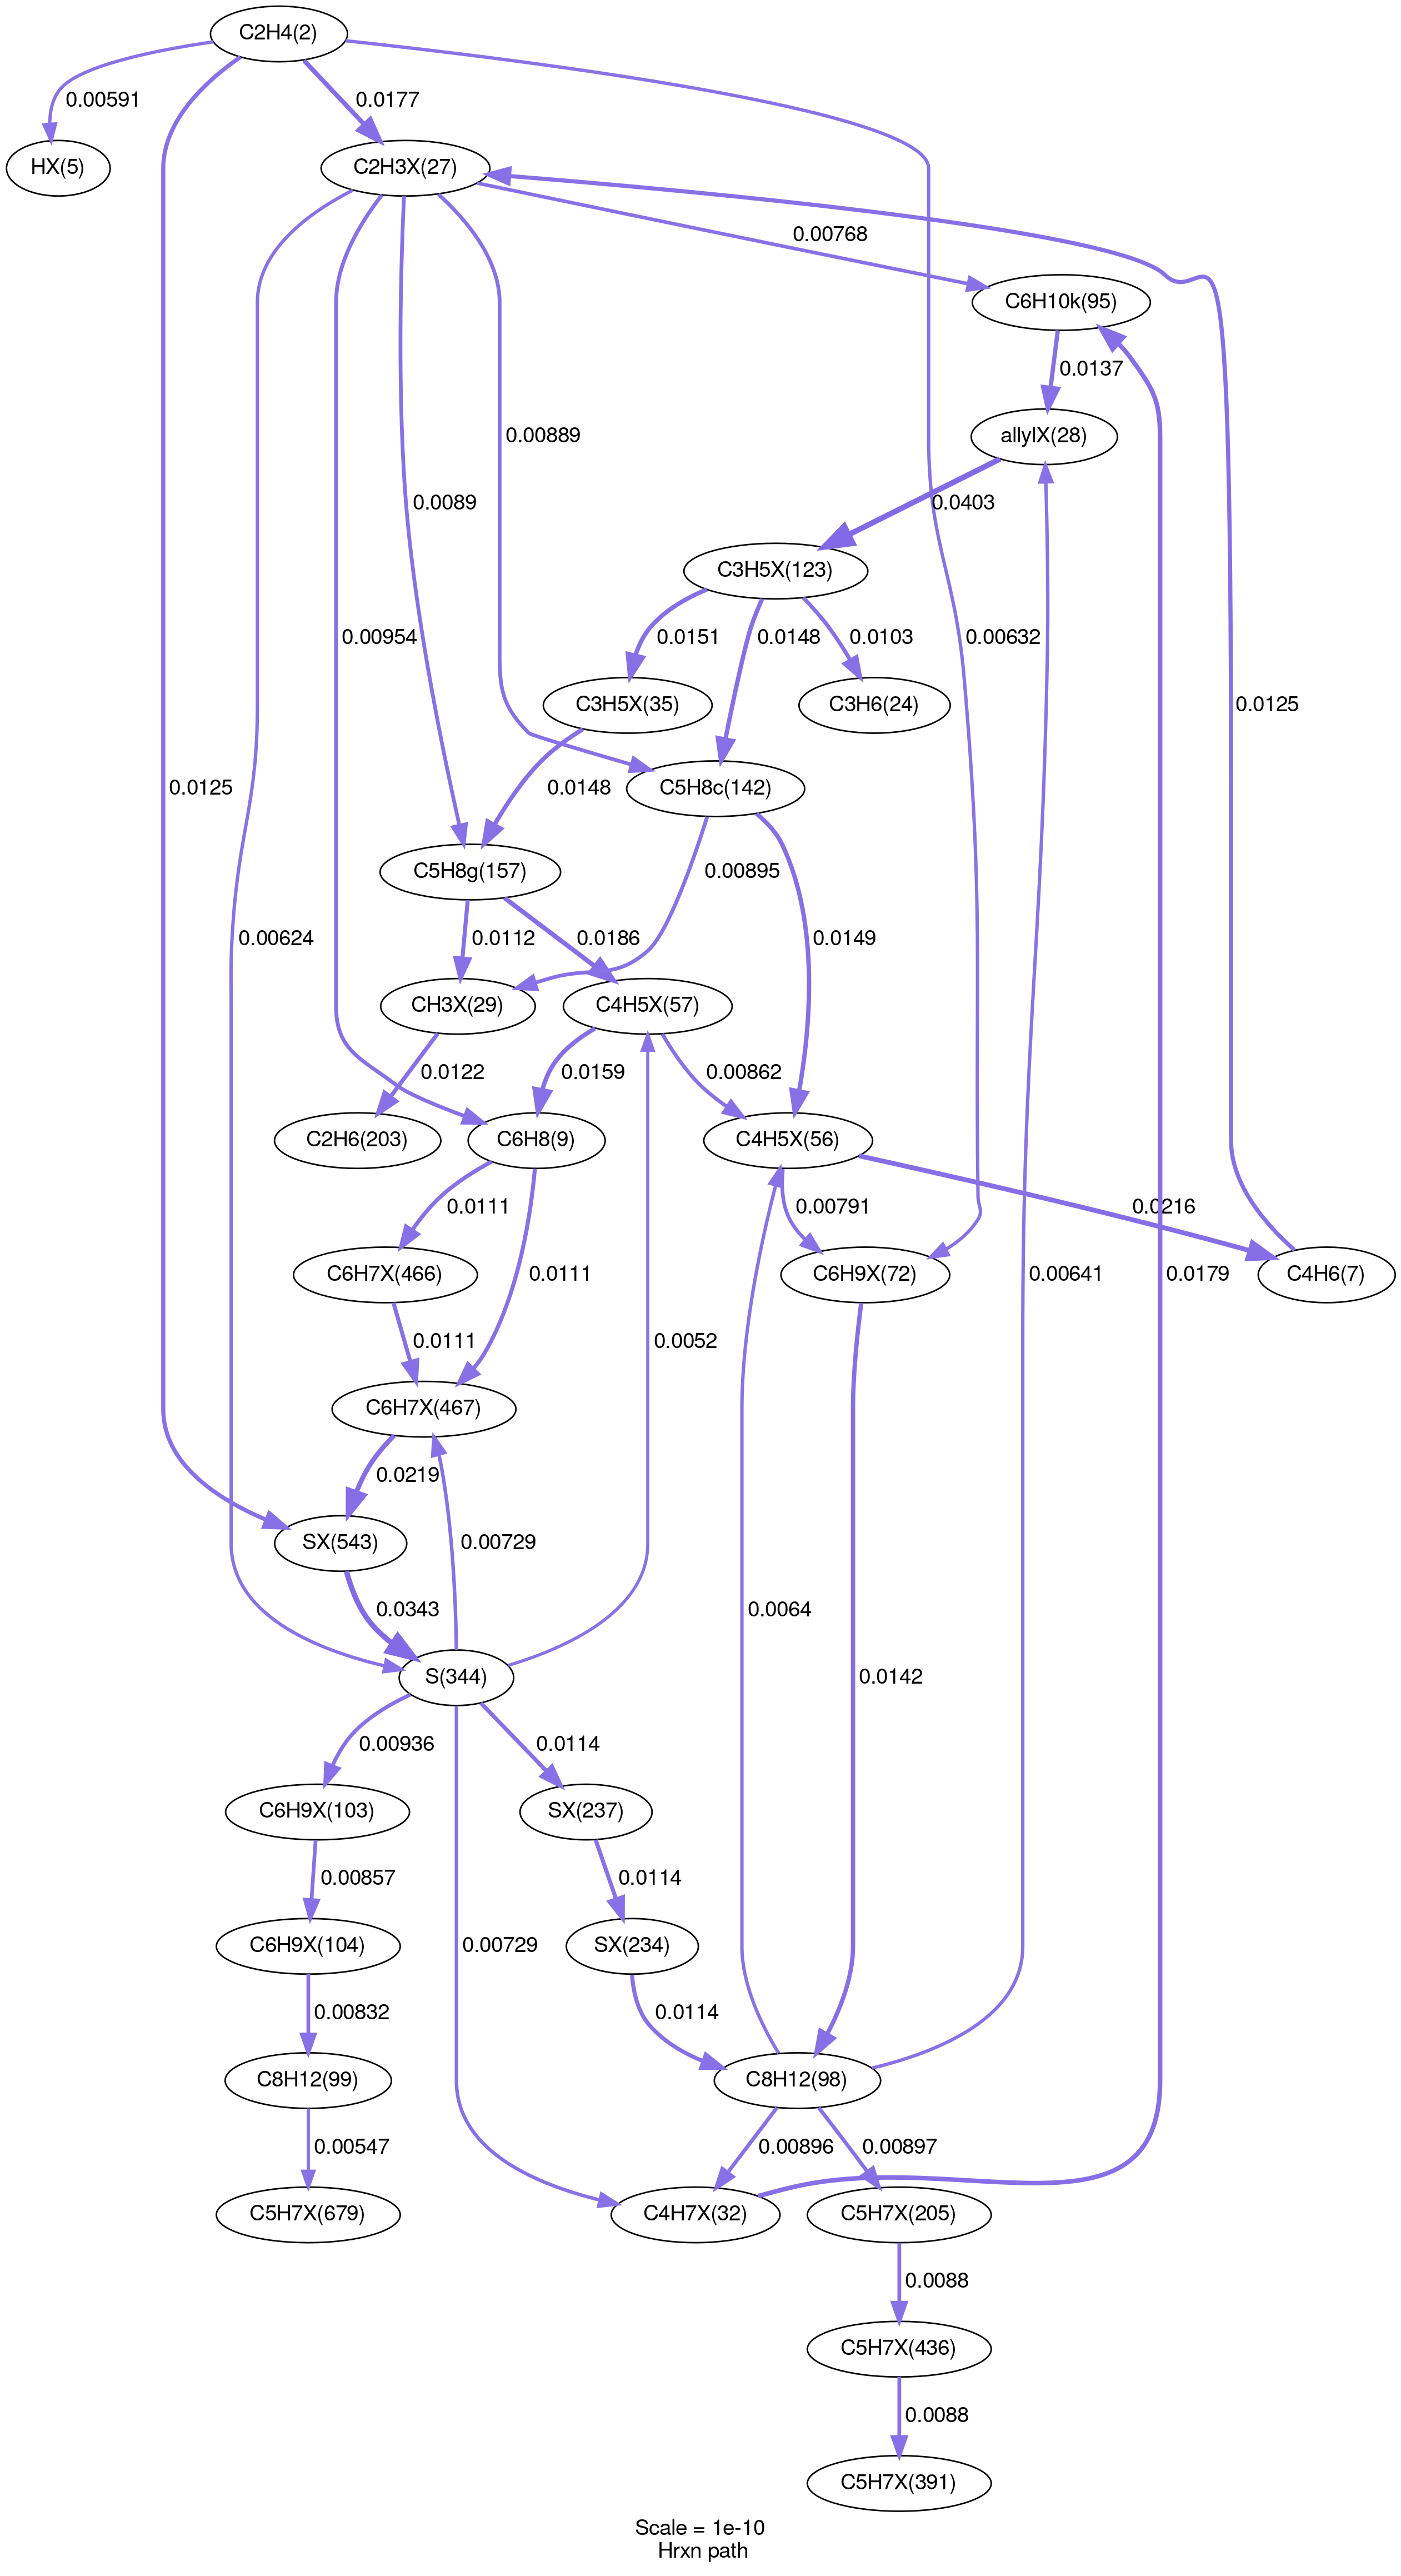 C2H4(2)
0.00591
0.0177
HX(5)
C2H3X(27)
0.00768
C6H10k(95)
0.0137
allylX(28)
0.00889
0.0089
0.0403
C3H5X(123)
0.00954
0.0151
0.0148
0.0103
0.00632
C3H5X(35)
C3H6(24)
0.0125
0.0125
0.0148
C5H8c(142)
C5H8g(157)
0.00895
0.00624
0.0112
0.0186
0.0149
CH3X(29)
C4H5X(57)
0.0122
0.0159
0.00862
C2H6(203)
C6H8(9)
C4H5X(56)
0.0111
0.00791
0.0216
C6H7X(466)
0.0111
C6H9X(72)
0.00641
0.0179
C4H6(7)
0.0111
0.0052
C6H7X(467)
0.0219
SX(543)
0.00729
0.0343
0.0064
S(344)
0.0142
0.00936
0.0114
C6H9X(103)
SX(237)
0.00857
0.0114
C6H9X(104)
0.00729
SX(234)
0.00832
0.0114
C8H12(99)
C8H12(98)
0.00547
0.00896
0.00897
C5H7X(679)
C4H7X(32)
C5H7X(205)
0.0088
C5H7X(436)
0.0088
C5H7X(391)
Scale = 1e-10
Hrxn path